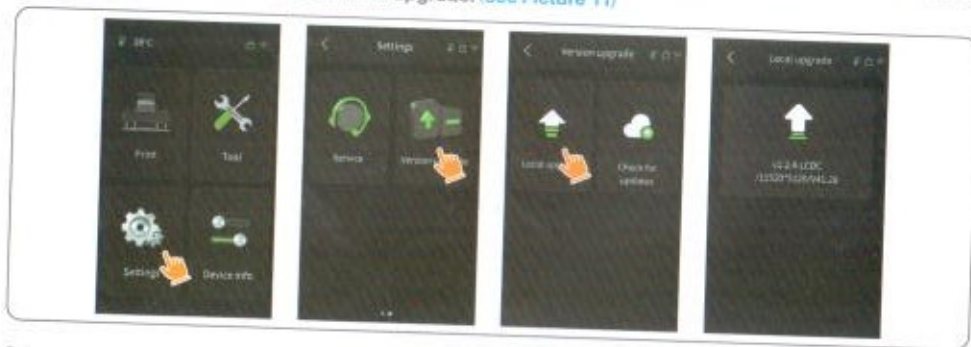 upgrade. (see Picture 11)
28°C
Settings
Version upgrade
Local upgrade
Print
Tool
Service
Version
Local
Check for
updates
Settings
Device info